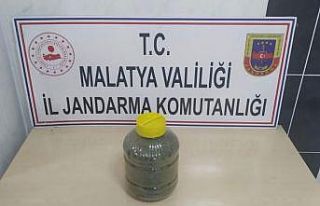 T.C.
MALATYA VALİLİĞİ
İL JANDARMA KOMUTANLIĞI